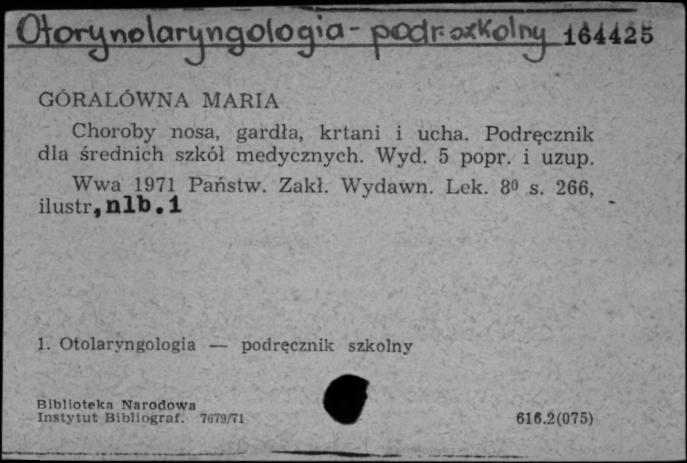 Otorynolaryngologia - podr. szkolny 164425
GÓRALÓWNA MARIA
Choroby nosa, gardła, krtani i ucha. Podręcznik
dla średnich szkół medycznych. Wyd. 5 popr. i uzup.
Wwa 1971 Państw. Zakł. Wydawn. Lek. 8⁰ s. 266,
ilustr, nlb. 1
1. Otolaryngologia — podręcznik szkolny
Biblioteka Narodowa
Instytut Bibliograf. 7679/71 616.2(075)